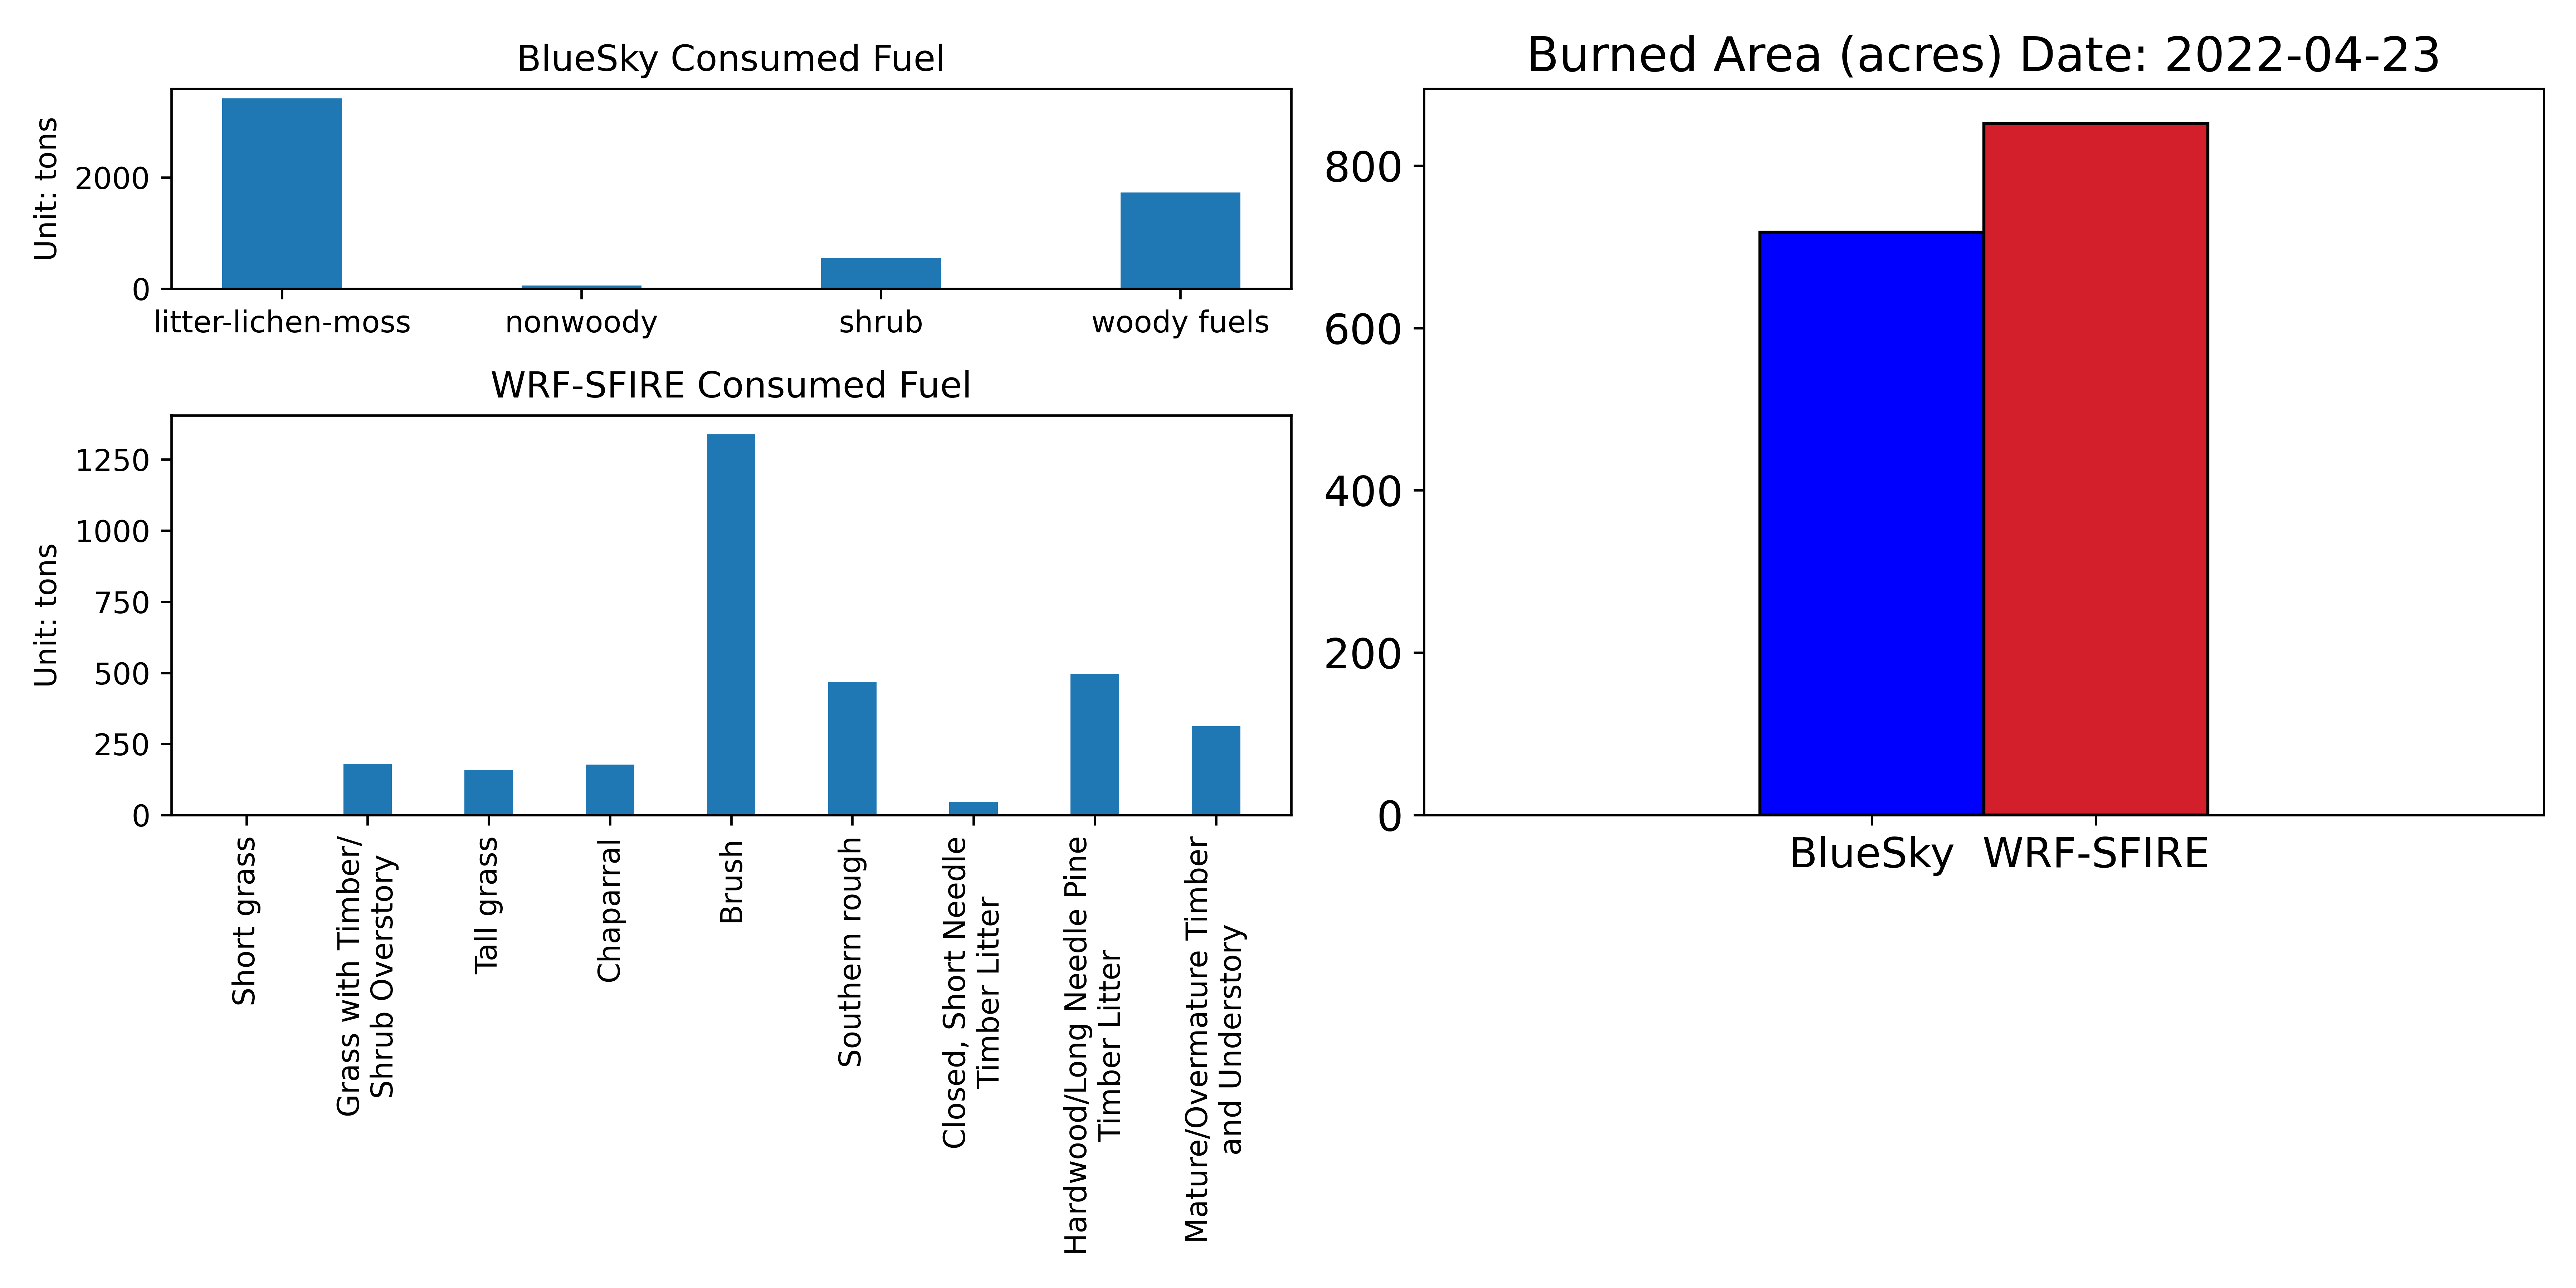 BlueSky Consumed Fuel
Unit: tons
2000
0
litter-lichen-moss
nonwoody
shrub
woody fuels
WRF-SFIRE Consumed Fuel
Unit: tons
1250
1000
750
500
250
0
Short grass
Grass with Timber/
Shrub Overstory
Tall grass
Chaparral
Brush
Southern rough
Closed, Short Needle
Timber Litter
Hardwood/Long Needle Pine
Timber Litter
Mature/Overmature Timber
and Understory
Burned Area (acres) Date: 2022-04-23
800
600
400
200
0
BlueSky
WRF-SFIRE